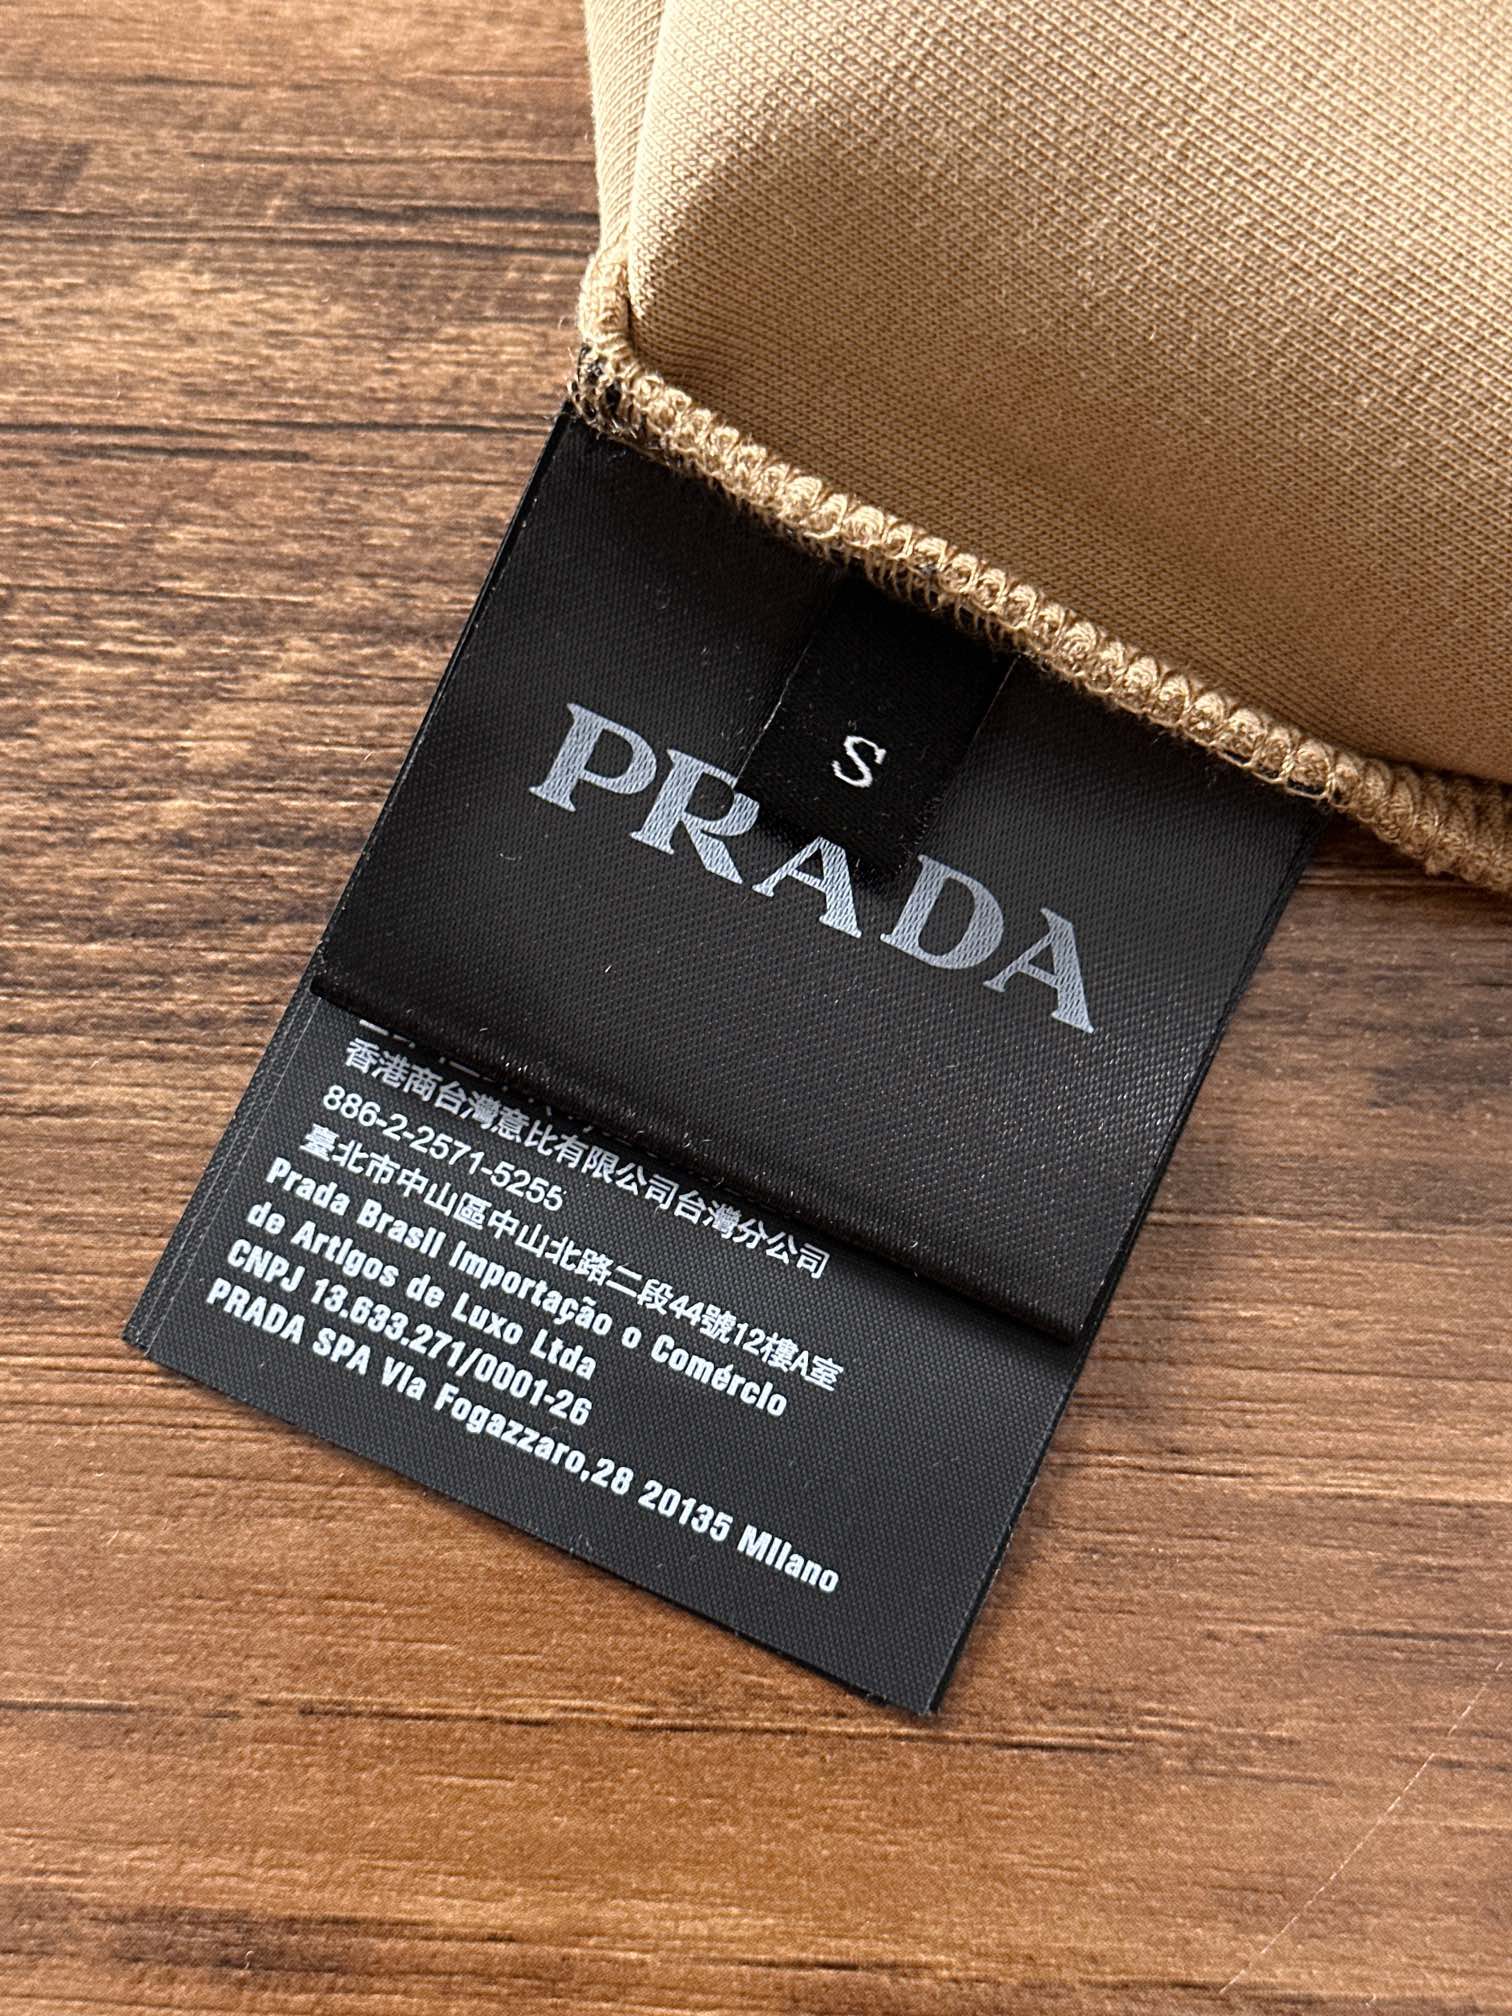 S
PRADA
香港商台灣意比有限公司台灣分公司
886-2-2571-5255
臺北市中山區中山北路二段44號12樓A室
Prada Brasil Importação o Comércio
de Artigos de Luxo Ltda
CNPJ 13.633.271/0001-26
PRADA SPA Via Fogazzaro,28 20135 Milano